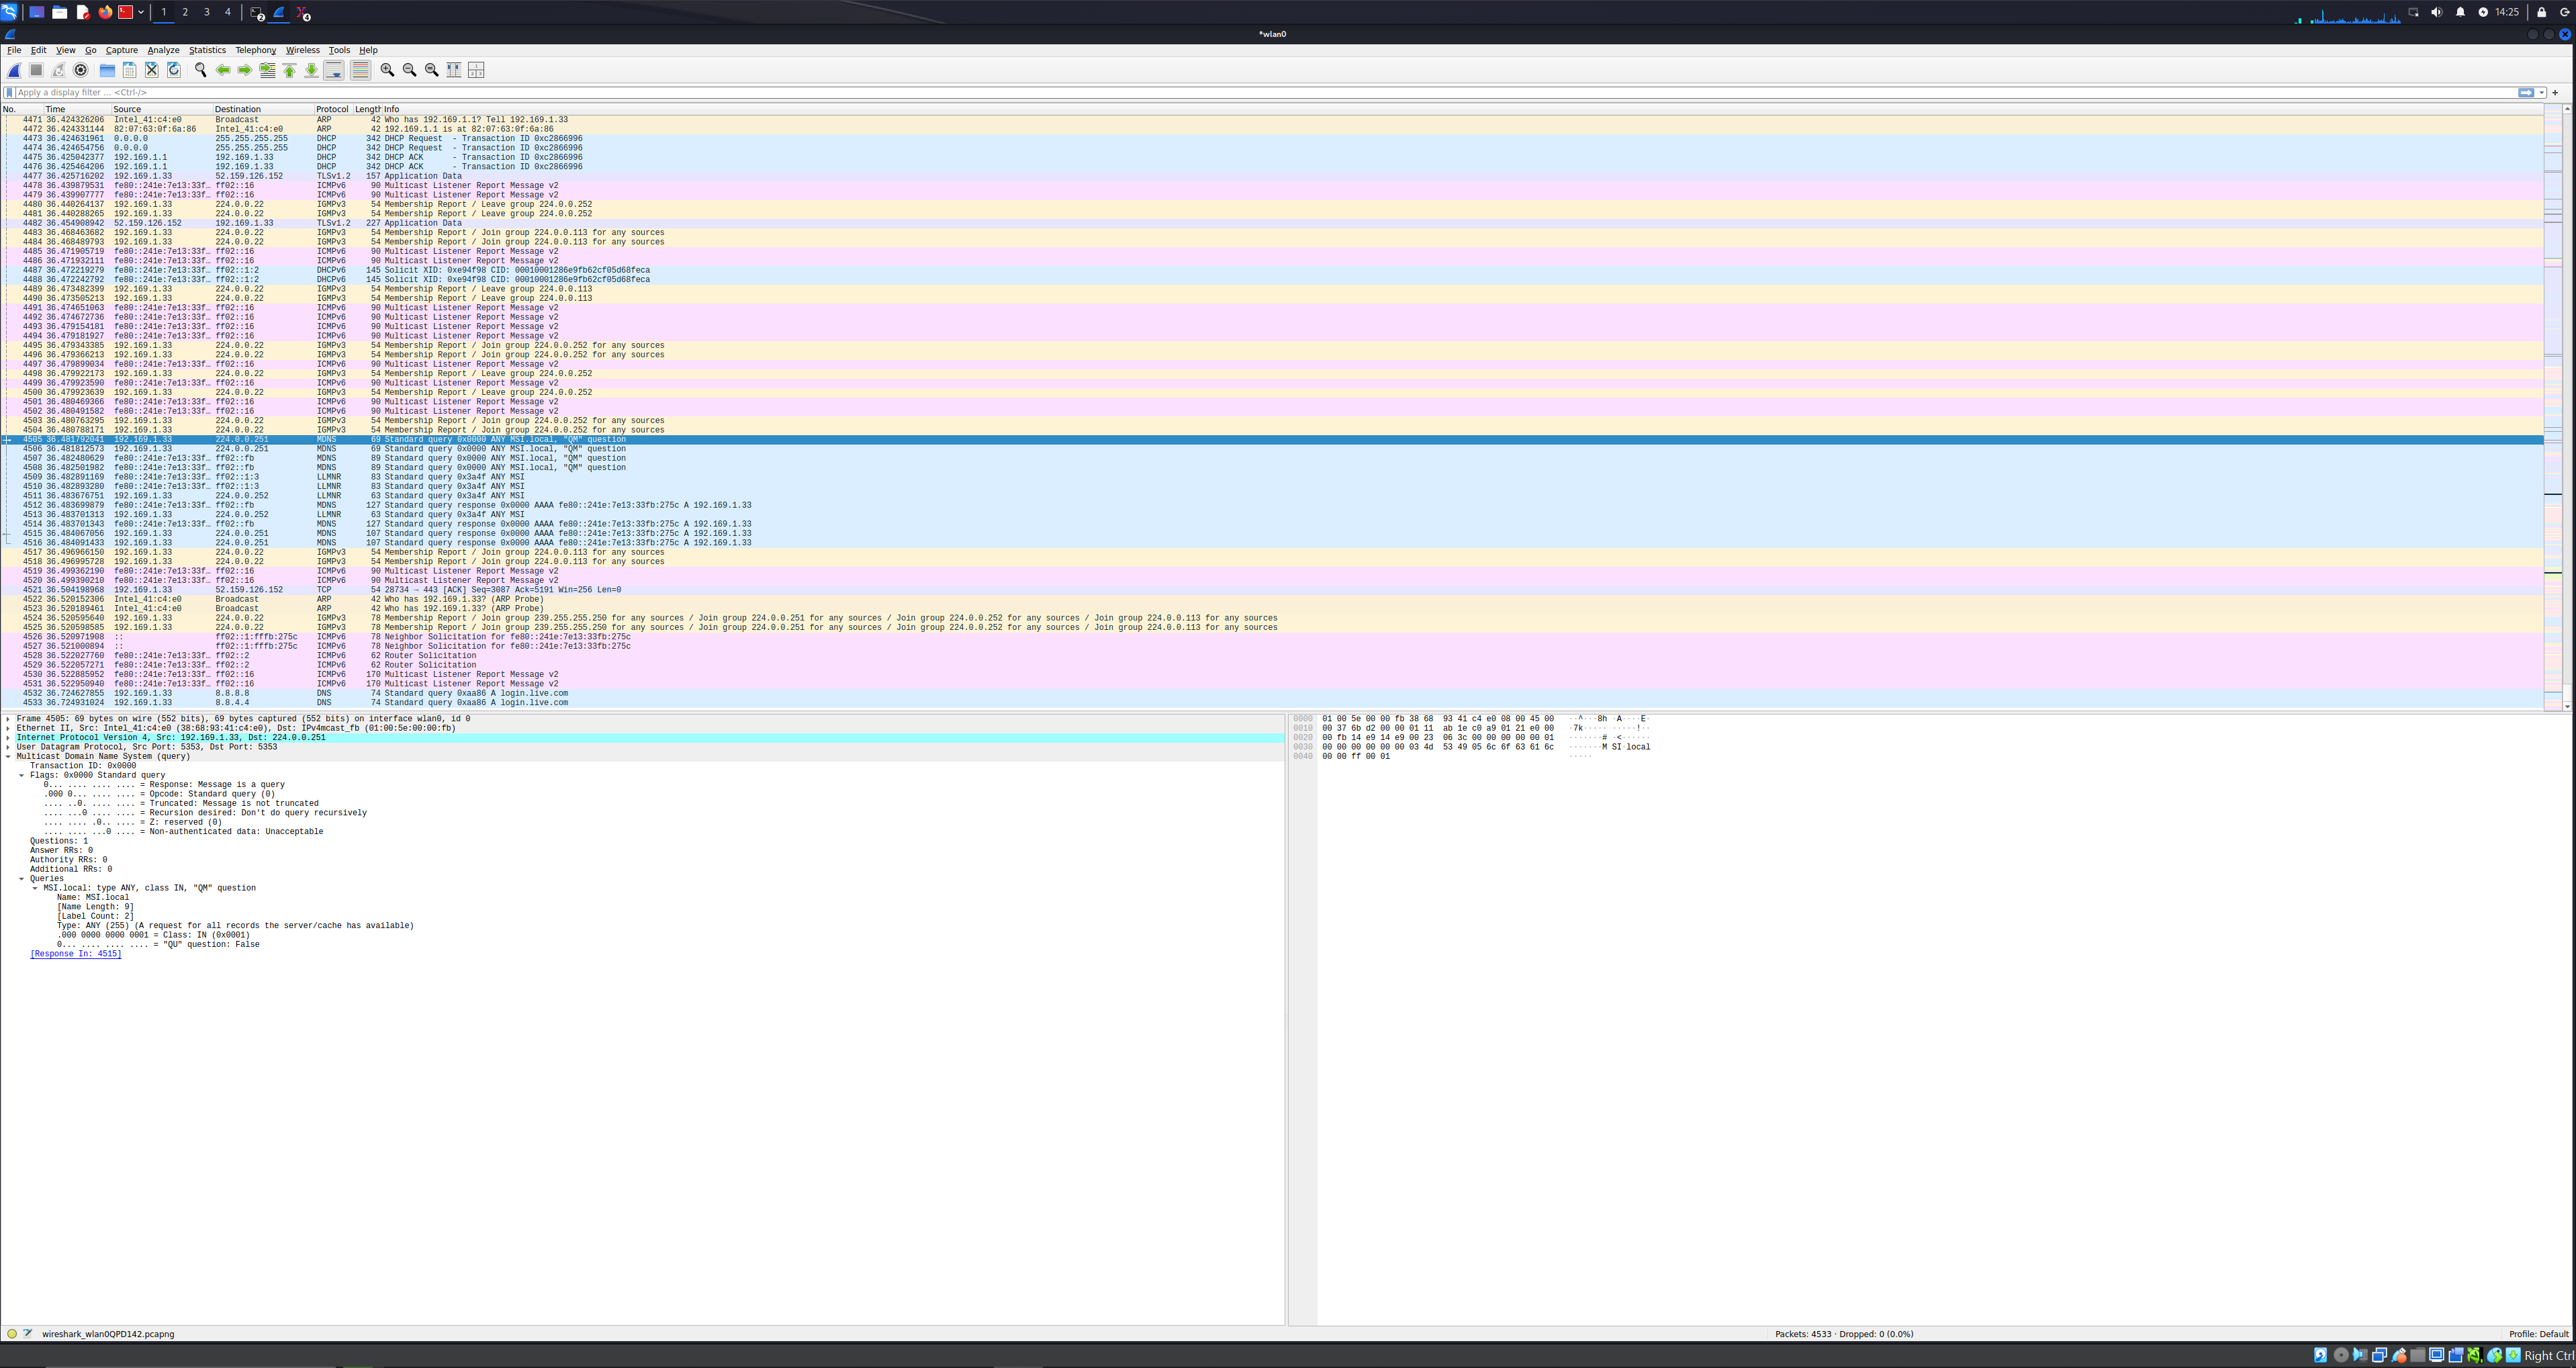 1 2 3 4 2 4 14:25
*wlan0
File Edit View Go Capture Analyze Statistics Telephony Wireless Tools Help
Apply a display filter ... <Ctrl-/>
No. Time Source Destination Protocol Length Info
4471 36.424326206 Intel_41:c4:e0 Broadcast ARP 42 Who has 192.169.1.1? Tell 192.169.1.33
4472 36.424331144 82:07:63:0f:6a:86 Intel_41:c4:e0 ARP 42 192.169.1.1 is at 82:07:63:0f:6a:86
4473 36.424631961 0.0.0.0 255.255.255.255 DHCP 342 DHCP Request - Transaction ID 0xc2866996
4474 36.424654756 0.0.0.0 255.255.255.255 DHCP 342 DHCP Request - Transaction ID 0xc2866996
4475 36.425042377 192.169.1.1 192.169.1.33 DHCP 342 DHCP ACK - Transaction ID 0xc2866996
4476 36.425464206 192.169.1.1 192.169.1.33 DHCP 342 DHCP ACK - Transaction ID 0xc2866996
4477 36.425716202 192.169.1.33 52.159.126.152 TLSv1.2 157 Application Data
4478 36.439879531 fe80::241e:7e13:33f… ff02::16 ICMPv6 90 Multicast Listener Report Message v2
4479 36.439907777 fe80::241e:7e13:33f… ff02::16 ICMPv6 90 Multicast Listener Report Message v2
4480 36.440264137 192.169.1.33 224.0.0.22 IGMPv3 54 Membership Report / Leave group 224.0.0.252
4481 36.440288265 192.169.1.33 224.0.0.22 IGMPv3 54 Membership Report / Leave group 224.0.0.252
4482 36.454908942 52.159.126.152 192.169.1.33 TLSv1.2 227 Application Data
4483 36.468463682 192.169.1.33 224.0.0.22 IGMPv3 54 Membership Report / Join group 224.0.0.113 for any sources
4484 36.468489793 192.169.1.33 224.0.0.22 IGMPv3 54 Membership Report / Join group 224.0.0.113 for any sources
4485 36.471905719 fe80::241e:7e13:33f… ff02::16 ICMPv6 90 Multicast Listener Report Message v2
4486 36.471932111 fe80::241e:7e13:33f… ff02::16 ICMPv6 90 Multicast Listener Report Message v2
4487 36.472219279 fe80::241e:7e13:33f… ff02::1:2 DHCPv6 145 Solicit XID: 0xe94f98 CID: 00010001286e9fb62cf05d68feca
4488 36.472242792 fe80::241e:7e13:33f… ff02::1:2 DHCPv6 145 Solicit XID: 0xe94f98 CID: 00010001286e9fb62cf05d68feca
4489 36.473482399 192.169.1.33 224.0.0.22 IGMPv3 54 Membership Report / Leave group 224.0.0.113
4490 36.473505213 192.169.1.33 224.0.0.22 IGMPv3 54 Membership Report / Leave group 224.0.0.113
4491 36.474651063 fe80::241e:7e13:33f… ff02::16 ICMPv6 90 Multicast Listener Report Message v2
4492 36.474672736 fe80::241e:7e13:33f… ff02::16 ICMPv6 90 Multicast Listener Report Message v2
4493 36.479154181 fe80::241e:7e13:33f… ff02::16 ICMPv6 90 Multicast Listener Report Message v2
4494 36.479181927 fe80::241e:7e13:33f… ff02::16 ICMPv6 90 Multicast Listener Report Message v2
4495 36.479343385 192.169.1.33 224.0.0.22 IGMPv3 54 Membership Report / Join group 224.0.0.252 for any sources
4496 36.479366213 192.169.1.33 224.0.0.22 IGMPv3 54 Membership Report / Join group 224.0.0.252 for any sources
4497 36.479899034 fe80::241e:7e13:33f… ff02::16 ICMPv6 90 Multicast Listener Report Message v2
4498 36.479922173 192.169.1.33 224.0.0.22 IGMPv3 54 Membership Report / Leave group 224.0.0.252
4499 36.479923590 fe80::241e:7e13:33f… ff02::16 ICMPv6 90 Multicast Listener Report Message v2
4500 36.479923639 192.169.1.33 224.0.0.22 IGMPv3 54 Membership Report / Leave group 224.0.0.252
4501 36.480469366 fe80::241e:7e13:33f… ff02::16 ICMPv6 90 Multicast Listener Report Message v2
4502 36.480491582 fe80::241e:7e13:33f… ff02::16 ICMPv6 90 Multicast Listener Report Message v2
4503 36.480763295 192.169.1.33 224.0.0.22 IGMPv3 54 Membership Report / Join group 224.0.0.252 for any sources
4504 36.480788171 192.169.1.33 224.0.0.22 IGMPv3 54 Membership Report / Join group 224.0.0.252 for any sources
4505 36.481792041 192.169.1.33 224.0.0.251 MDNS 69 Standard query 0x0000 ANY MSI.local, "QM" question
4506 36.481812573 192.169.1.33 224.0.0.251 MDNS 69 Standard query 0x0000 ANY MSI.local, "QM" question
4507 36.482480629 fe80::241e:7e13:33f… ff02::fb MDNS 89 Standard query 0x0000 ANY MSI.local, "QM" question
4508 36.482501982 fe80::241e:7e13:33f… ff02::fb MDNS 89 Standard query 0x0000 ANY MSI.local, "QM" question
4509 36.482891169 fe80::241e:7e13:33f… ff02::1:3 LLMNR 83 Standard query 0x3a4f ANY MSI
4510 36.482893280 fe80::241e:7e13:33f… ff02::1:3 LLMNR 83 Standard query 0x3a4f ANY MSI
4511 36.483676751 192.169.1.33 224.0.0.252 LLMNR 63 Standard query 0x3a4f ANY MSI
4512 36.483699879 fe80::241e:7e13:33f… ff02::fb MDNS 127 Standard query response 0x0000 AAAA fe80::241e:7e13:33fb:275c A 192.169.1.33
4513 36.483701313 192.169.1.33 224.0.0.252 LLMNR 63 Standard query 0x3a4f ANY MSI
4514 36.483701343 fe80::241e:7e13:33f… ff02::fb MDNS 127 Standard query response 0x0000 AAAA fe80::241e:7e13:33fb:275c A 192.169.1.33
4515 36.484067056 192.169.1.33 224.0.0.251 MDNS 107 Standard query response 0x0000 AAAA fe80::241e:7e13:33fb:275c A 192.169.1.33
4516 36.484091433 192.169.1.33 224.0.0.251 MDNS 107 Standard query response 0x0000 AAAA fe80::241e:7e13:33fb:275c A 192.169.1.33
4517 36.496966150 192.169.1.33 224.0.0.22 IGMPv3 54 Membership Report / Join group 224.0.0.113 for any sources
4518 36.496995728 192.169.1.33 224.0.0.22 IGMPv3 54 Membership Report / Join group 224.0.0.113 for any sources
4519 36.499362190 fe80::241e:7e13:33f… ff02::16 ICMPv6 90 Multicast Listener Report Message v2
4520 36.499390210 fe80::241e:7e13:33f… ff02::16 ICMPv6 90 Multicast Listener Report Message v2
4521 36.504198968 192.169.1.33 52.159.126.152 TCP 54 28734 → 443 [ACK] Seq=3087 Ack=5191 Win=256 Len=0
4522 36.520152306 Intel_41:c4:e0 Broadcast ARP 42 Who has 192.169.1.33? (ARP Probe)
4523 36.520189461 Intel_41:c4:e0 Broadcast ARP 42 Who has 192.169.1.33? (ARP Probe)
4524 36.520595640 192.169.1.33 224.0.0.22 IGMPv3 78 Membership Report / Join group 239.255.255.250 for any sources / Join group 224.0.0.251 for any sources / Join group 224.0.0.252 for any sources / Join group 224.0.0.113 for any sources
4525 36.520598585 192.169.1.33 224.0.0.22 IGMPv3 78 Membership Report / Join group 239.255.255.250 for any sources / Join group 224.0.0.251 for any sources / Join group 224.0.0.252 for any sources / Join group 224.0.0.113 for any sources
4526 36.520971908 :: ff02::1:fffb:275c ICMPv6 78 Neighbor Solicitation for fe80::241e:7e13:33fb:275c
4527 36.521000894 :: ff02::1:fffb:275c ICMPv6 78 Neighbor Solicitation for fe80::241e:7e13:33fb:275c
4528 36.522027760 fe80::241e:7e13:33f… ff02::2 ICMPv6 62 Router Solicitation
4529 36.522057271 fe80::241e:7e13:33f… ff02::2 ICMPv6 62 Router Solicitation
4530 36.522885952 fe80::241e:7e13:33f… ff02::16 ICMPv6 170 Multicast Listener Report Message v2
4531 36.522950940 fe80::241e:7e13:33f… ff02::16 ICMPv6 170 Multicast Listener Report Message v2
4532 36.724627855 192.169.1.33 8.8.8.8 DNS 74 Standard query 0xaa86 A login.live.com
4533 36.724931024 192.169.1.33 8.8.4.4 DNS 74 Standard query 0xaa86 A login.live.com
Frame 4505: 69 bytes on wire (552 bits), 69 bytes captured (552 bits) on interface wlan0, id 0
Ethernet II, Src: Intel_41:c4:e0 (38:68:93:41:c4:e0), Dst: IPv4mcast_fb (01:00:5e:00:00:fb)
Internet Protocol Version 4, Src: 192.169.1.33, Dst: 224.0.0.251
User Datagram Protocol, Src Port: 5353, Dst Port: 5353
Multicast Domain Name System (query)
Transaction ID: 0x0000
Flags: 0x0000 Standard query
0... .... .... .... = Response: Message is a query
.000 0... .... .... = Opcode: Standard query (0)
.... ..0. .... .... = Truncated: Message is not truncated
.... ...0 .... .... = Recursion desired: Don't do query recursively
.... .... .0.. .... = Z: reserved (0)
.... .... ...0 .... = Non-authenticated data: Unacceptable
Questions: 1
Answer RRs: 0
Authority RRs: 0
Additional RRs: 0
Queries
MSI.local: type ANY, class IN, "QM" question
Name: MSI.local
[Name Length: 9]
[Label Count: 2]
Type: ANY (255) (A request for all records the server/cache has available)
.000 0000 0000 0001 = Class: IN (0x0001)
0... .... .... .... = "QU" question: False
[Response In: 4515]
0000 01 00 5e 00 00 fb 38 68 93 41 c4 e0 08 00 45 00 ··^···8h ·A····E·
0010 00 37 6b d2 00 00 01 11 ab 1e c0 a9 01 21 e0 00 ·7k····· ·····!··
0020 00 fb 14 e9 14 e9 00 23 06 3c 00 00 00 00 00 01 ·······# ·<······
0030 00 00 00 00 00 00 03 4d 53 49 05 6c 6f 63 61 6c ·······M SI·local
0040 00 00 ff 00 01 ·····
wireshark_wlan0QPD142.pcapng Packets: 4533 · Dropped: 0 (0.0%) Profile: Default
Right Ctrl